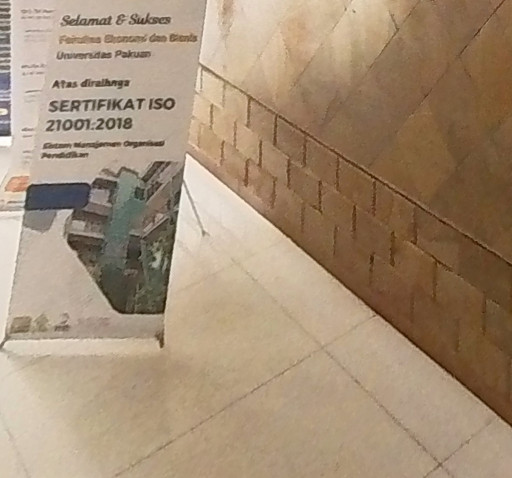 Selamat & Sukses
Fakultas Ekonomi dan Bisnis
Universitas Pakuan
Atas diraihnya
SERTIFIKAT ISO
21001:2018
Sistem Manajemen Organisasi
Pendidikan